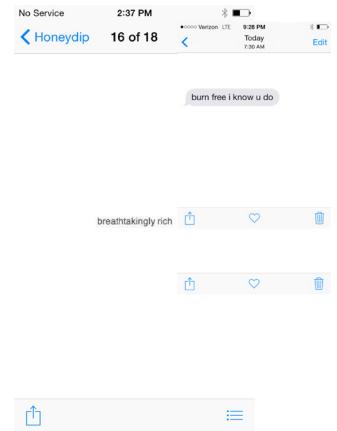 No Service 2:37 PM
Honeydip 16 of 18
Verizon LTE 9:28 PM
Today
7:30 AM
Edit
burn free i know u do
breathtakingly rich